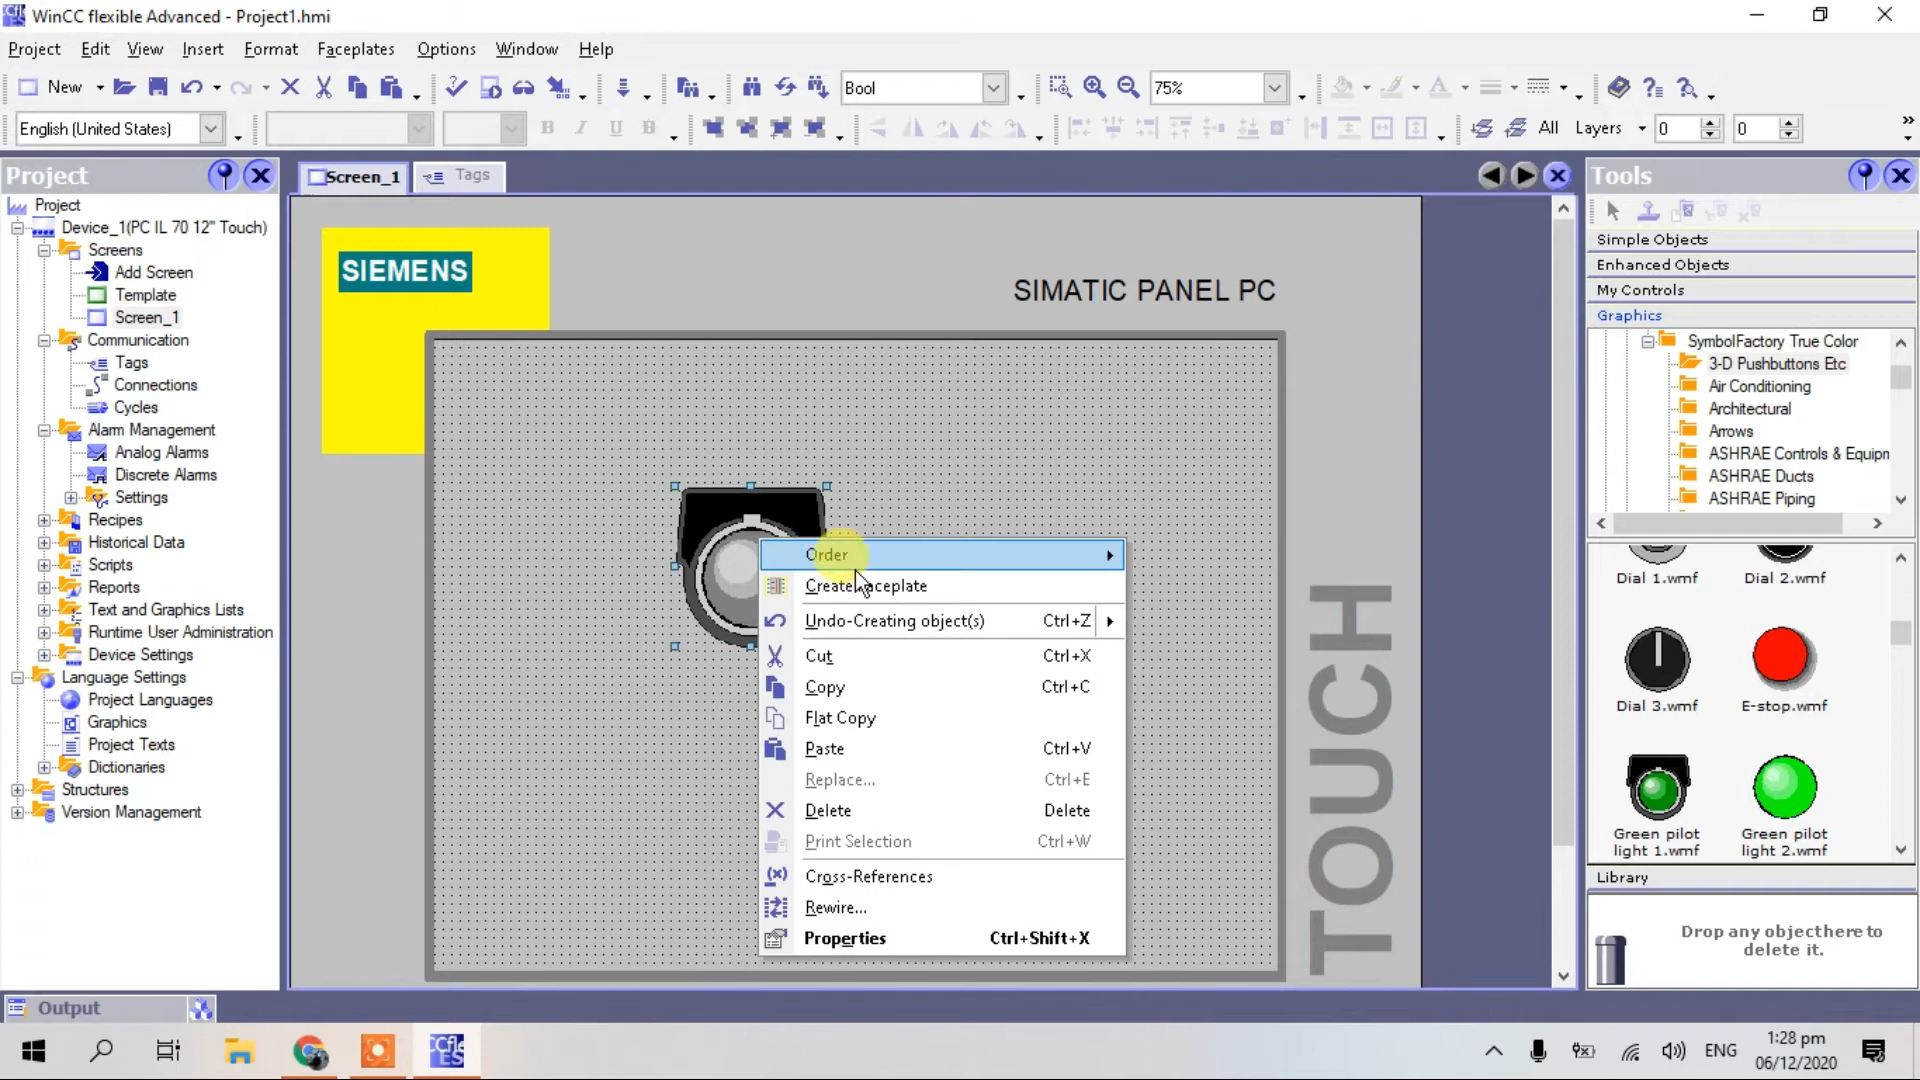 WinCC flexible Advanced - Project1.hmi
Project Edit View Insert Format Faceplates Options Window Help
New Bool 75%
English (United States) B I U B All Layers 0 0
Project
Screen_1 Tags
Tools
Project
Device_1(PC IL 70 12" Touch)
Screens
Add Screen
Template
Screen_1
Communication
Tags
Connections
Cycles
Alarm Management
Analog Alarms
Discrete Alarms
Settings
Recipes
Historical Data
Scripts
Reports
Text and Graphics Lists
Runtime User Administration
Device Settings
Language Settings
Project Languages
Graphics
Project Texts
Dictionaries
Structures
Version Management
SIEMENS
SIMATIC PANEL PC
TOUCH
Order
Create Faceplate
Undo-Creating object(s) Ctrl+Z
Cut Ctrl+X
Copy Ctrl+C
Flat Copy
Paste Ctrl+V
Replace... Ctrl+E
Delete Delete
Print Selection Ctrl+W
Cross-References
Rewire...
Properties Ctrl+Shift+X
Simple Objects
Enhanced Objects
My Controls
Graphics
SymbolFactory True Color
3-D Pushbuttons Etc
Air Conditioning
Architectural
Arrows
ASHRAE Controls & Equipm
ASHRAE Ducts
ASHRAE Piping
Dial 1.wmf Dial 2.wmf
Dial 3.wmf E-stop.wmf
Green pilot light 1.wmf
Green pilot light 2.wmf
Library
Drop any object here to
delete it.
Output
ENG
1:28 pm
06/12/2020